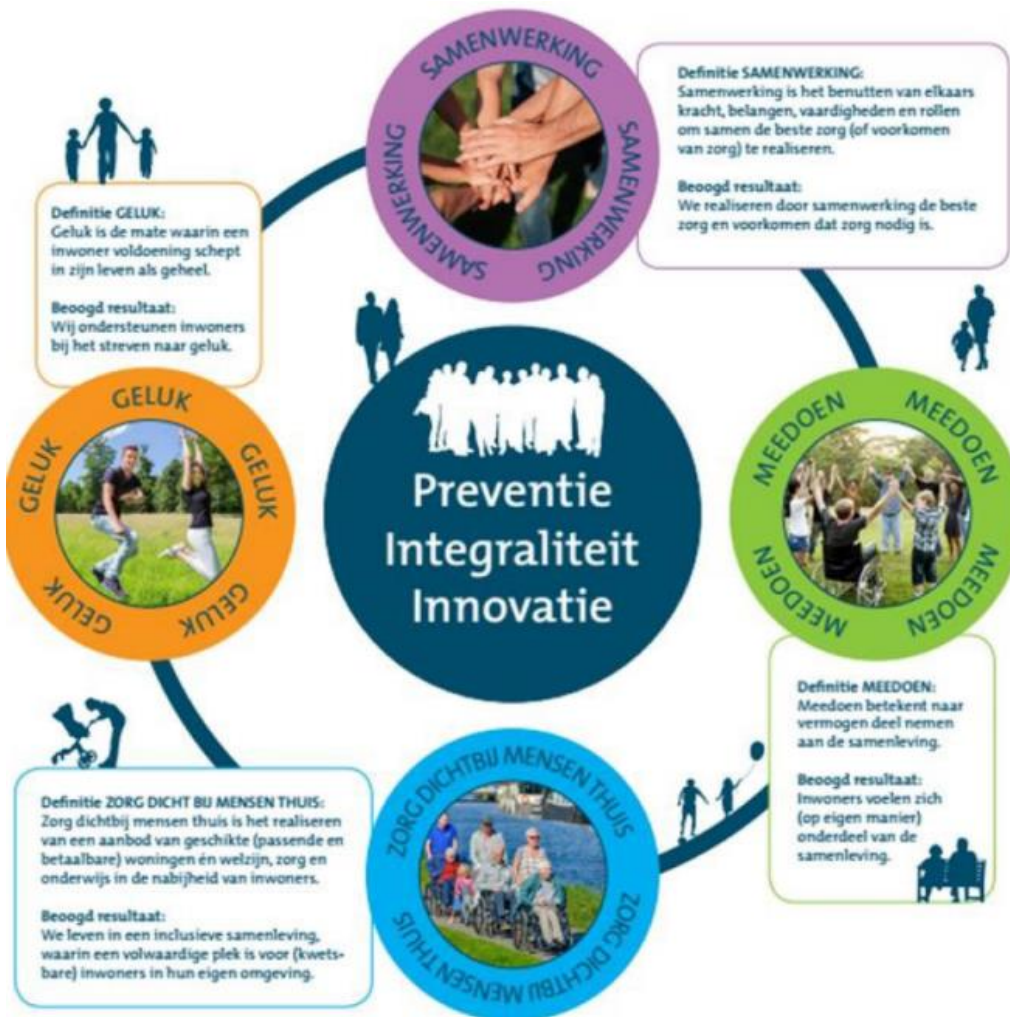 SAMENWERKING
SAMENWERKING
SAMENWERKING
SAMENWERKING
Definitie SAMENWERKING:
Samenwerking is het benutten van elkaars
kracht, belangen, vaardigheden en rollen
om samen de beste zorg (of voorkomen
van zorg) te realiseren.
Beoogd resultaat:
We realiseren door samenwerking de beste
zorg en voorkomen dat zorg nodig is.
Definitie GELUK:
Geluk is de mate waarin een
inwoner voldoening schept
in zijn leven als geheel.
Beoogd resultaat:
Wij ondersteunen inwoners
bij het streven naar geluk.
GELUK
GELUK
GELUK
GELUK
GELUK
Preventie
Integraliteit
Innovatie
MEEDOEN
MEEDOEN
MEEDOEN
MEEDOEN
MEEDOEN
Definitie MEEDOEN:
Meedoen betekent naar
vermogen deel nemen
aan de samenleving.
Beoogd resultaat:
Inwoners voelen zich
(op eigen manier)
onderdeel van de
samenleving.
Definitie ZORG DICHT BIJ MENSEN THUIS:
Zorg dichtbij mensen thuis is het realiseren
van een aanbod van geschikte (passende en
betaalbare) woningen én welzijn, zorg en
onderwijs in de nabijheid van inwoners.
Beoogd resultaat:
We leven in een inclusieve samenleving,
waarin een volwaardige plek is voor (kwets-
bare) inwoners in hun eigen omgeving.
ZORG DICHTBIJ MENSEN THUIS
ZORG DICHTBIJ MENSEN THUIS